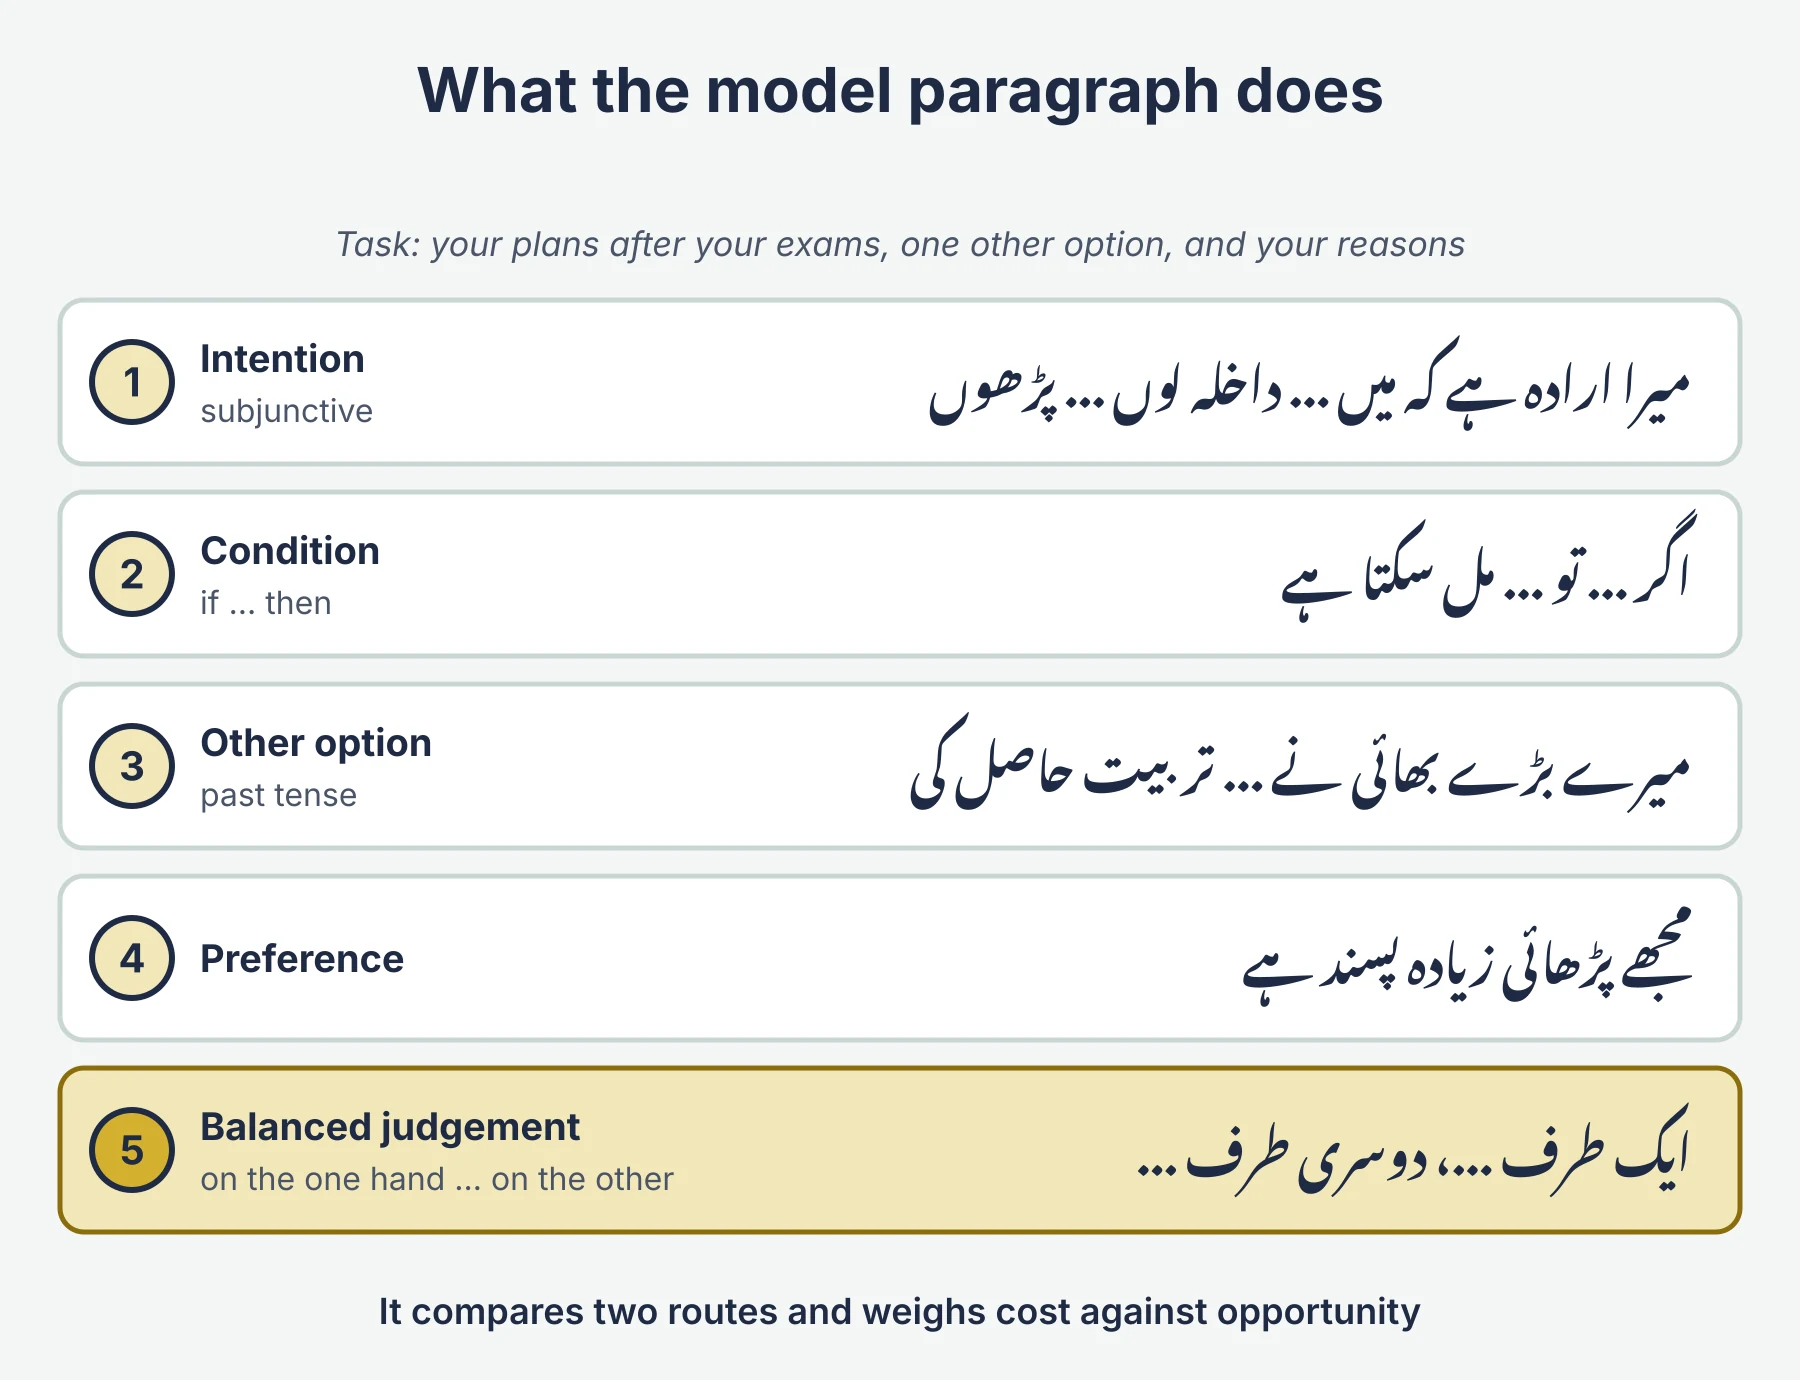 What the model paragraph does
Task: your plans after your exams, one other option, and your reasons
1
Intention
subjunctive
میرا ارادہ ہے کہ میں ... داخلہ لوں ... پڑھوں
2
Condition
if ... then
اگر ... تو ... مل سکتا ہے
3
Other option
past tense
میرے بڑے بھائی نے ... تربیت حاصل کی
4
Preference
مجھے پڑھائی زیادہ پسند ہے
5
Balanced judgement
on the one hand ... on the other
ایک طرف ...، دوسری طرف ...
It compares two routes and weighs cost against opportunity